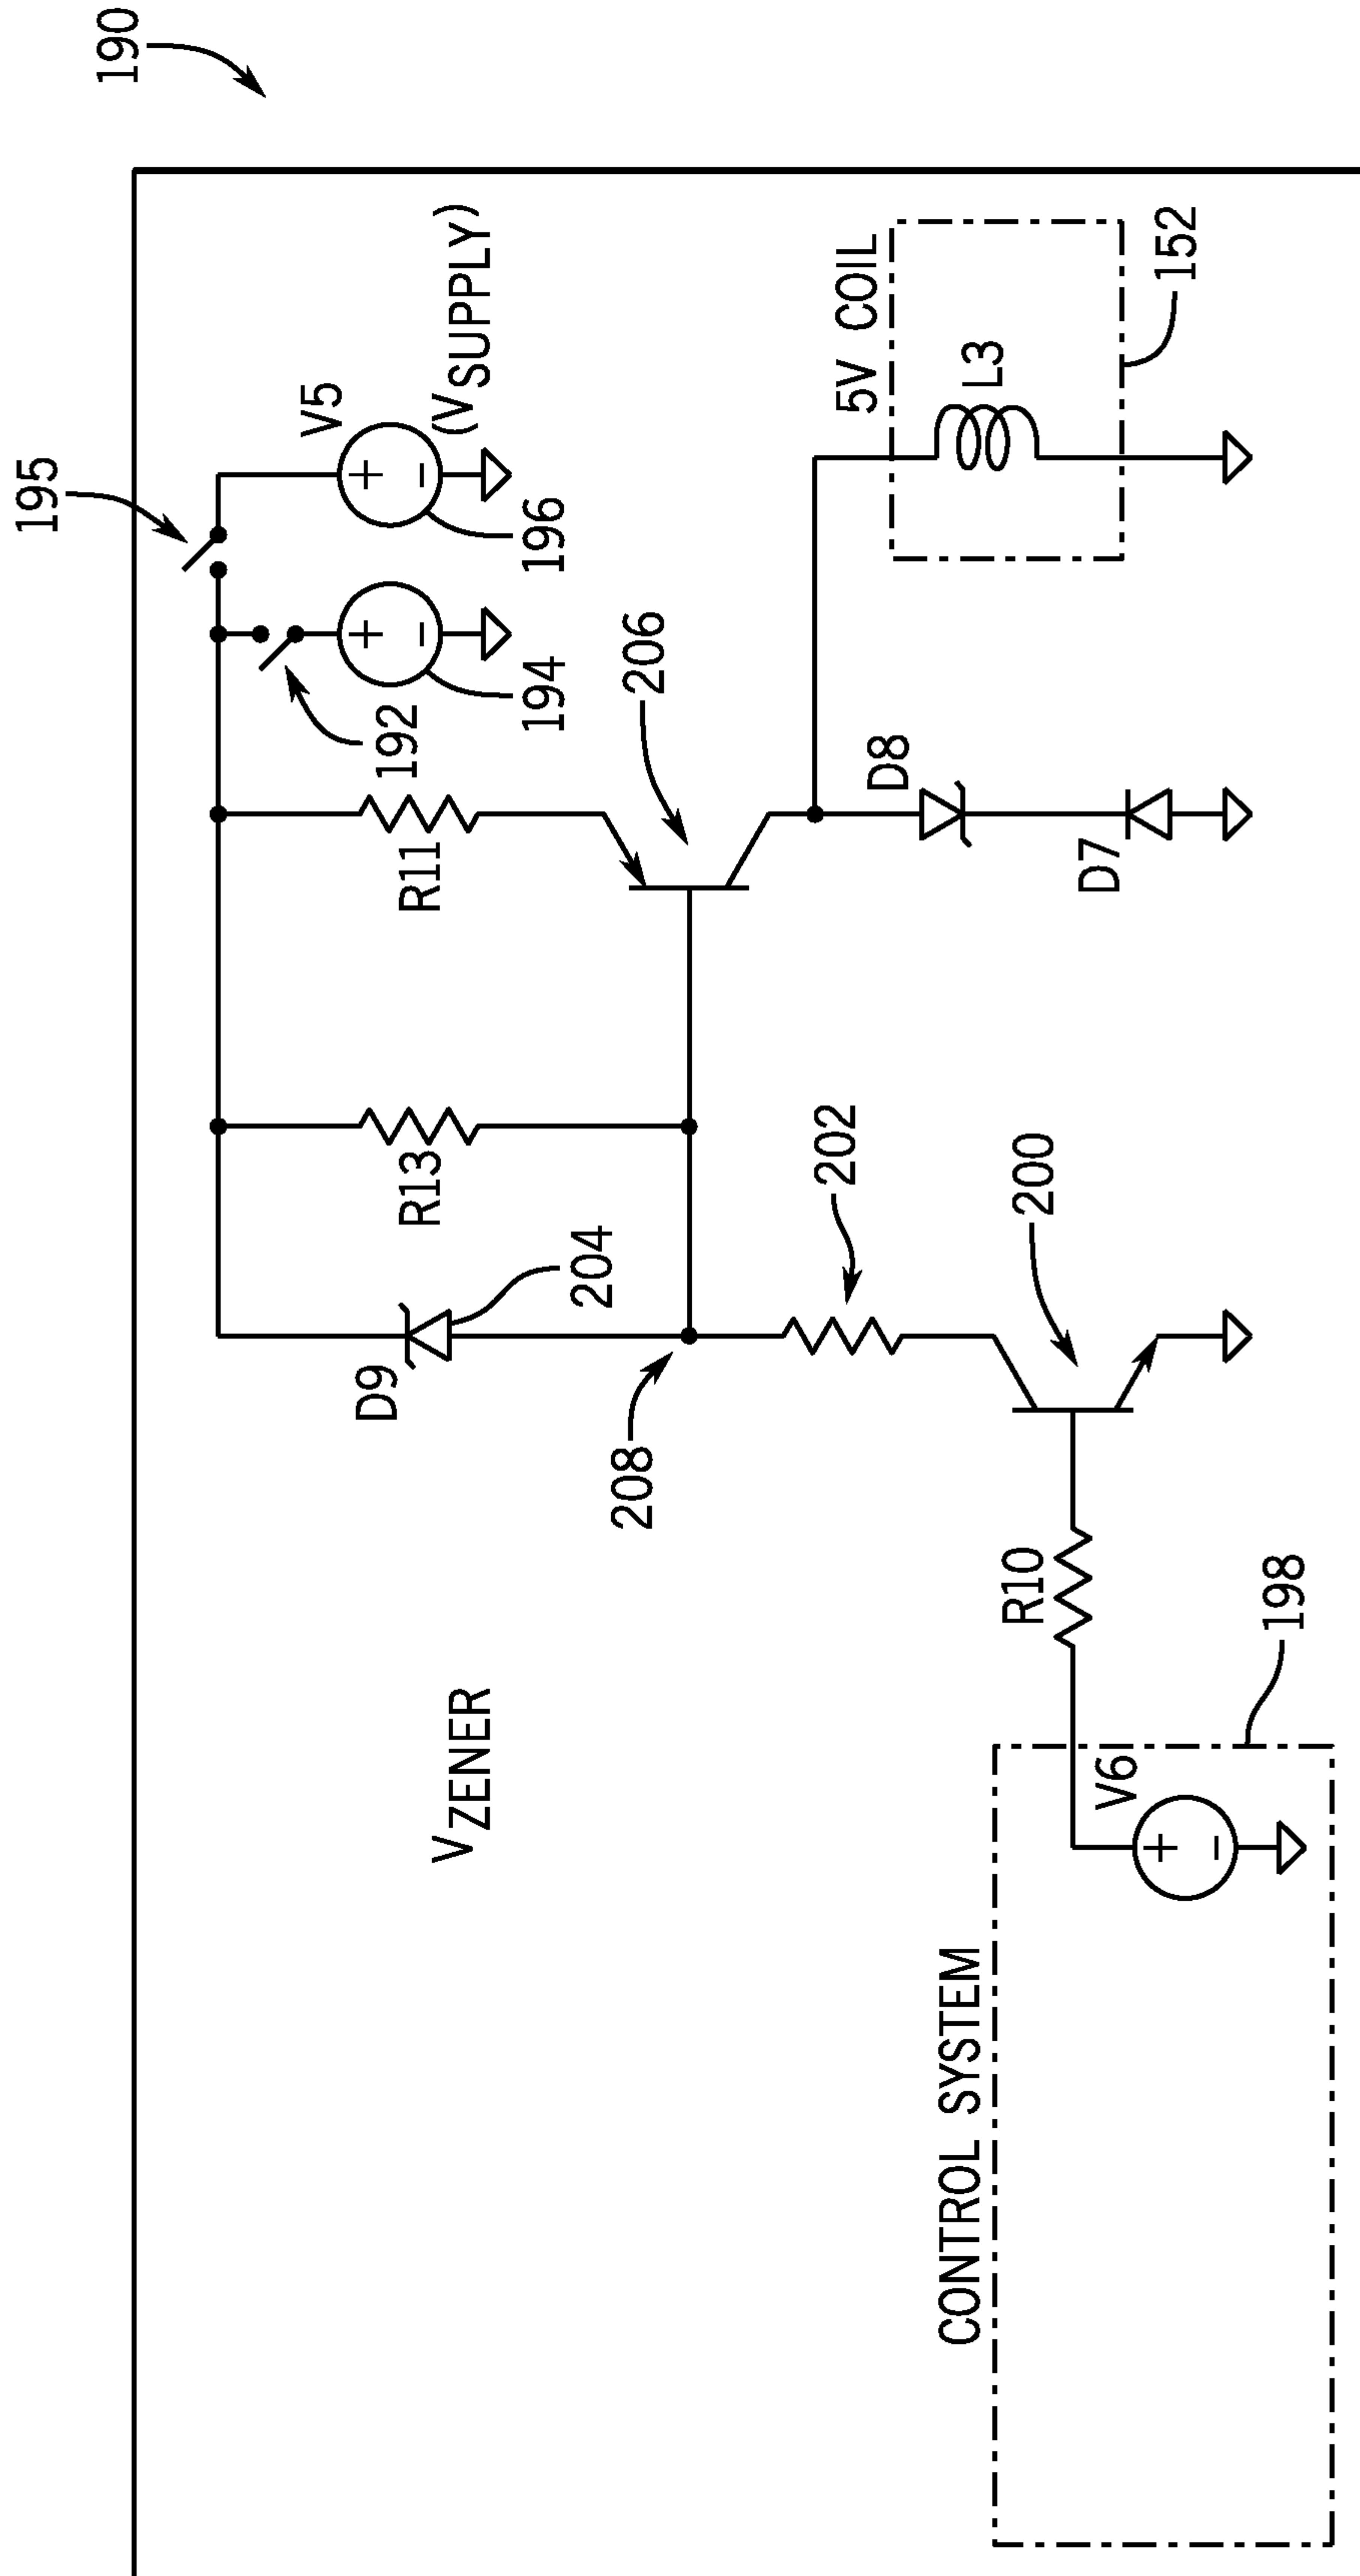 190
195
V5
(VSUPPLY)
196
194
192
R11
206
5V COIL
L3
152
D8
D7
R13
D9
204
208
202
200
R10
VZENER
CONTROL SYSTEM
V6
198